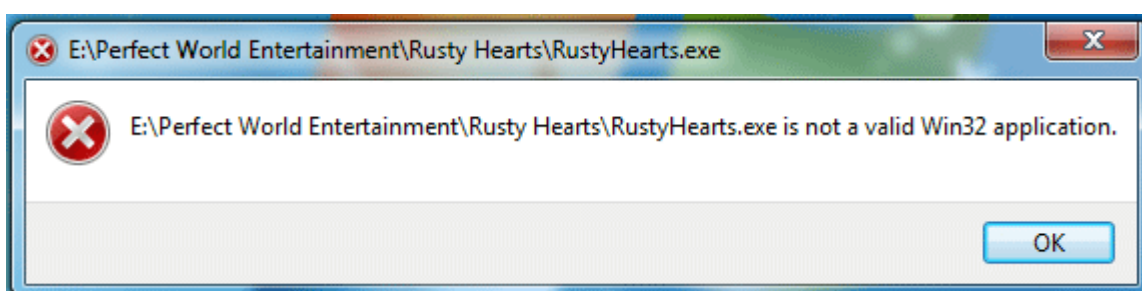 E:\Perfect World Entertainment\Rusty Hearts\RustyHearts.exe
E:\Perfect World Entertainment\Rusty Hearts\RustyHearts.exe is not a valid Win32 application.
OK